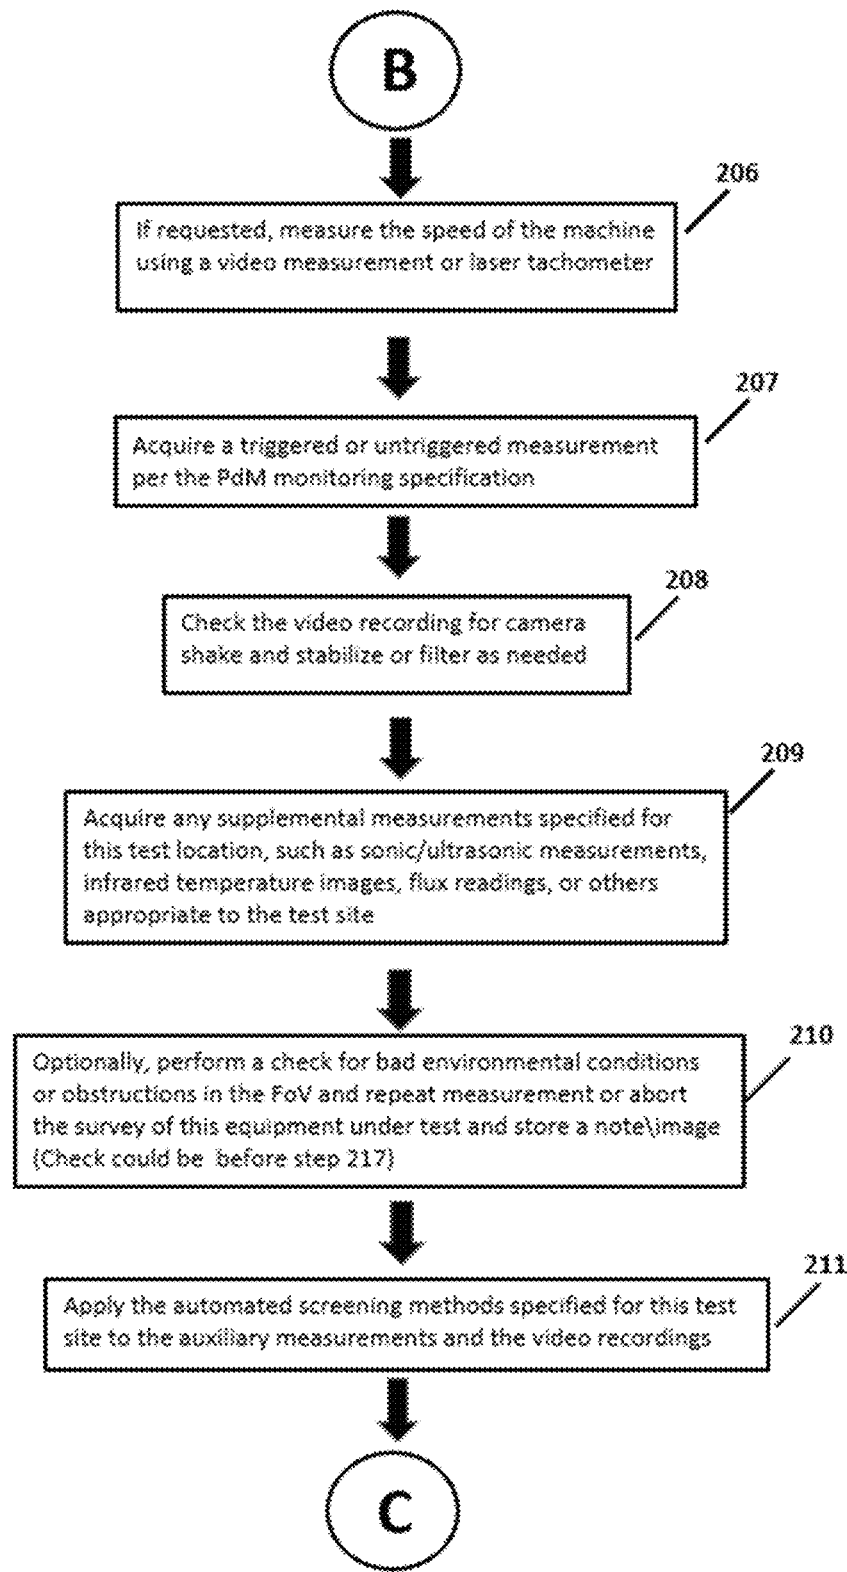 B
206
If requested, measure the speed of the machine
using a video measurement or laser tachometer
207
Acquire a triggered or untriggered measurement
per the PdM monitoring specification
208
Check the video recording for camera
shake and stabilize or filter as needed
209
Acquire any supplemental measurements specified for
this test location, such as sonic/ultrasonic measurements,
infrared temperature images, flux readings, or others
appropriate to the test site
210
Optionally, perform a check for bad environmental conditions
or obstructions in the FoV and repeat measurement or abort
the survey of this equipment under test and store a note\image
(Check could be before step 217)
211
Apply the automated screening methods specified for this test
site to the auxiliary measurements and the video recordings
C